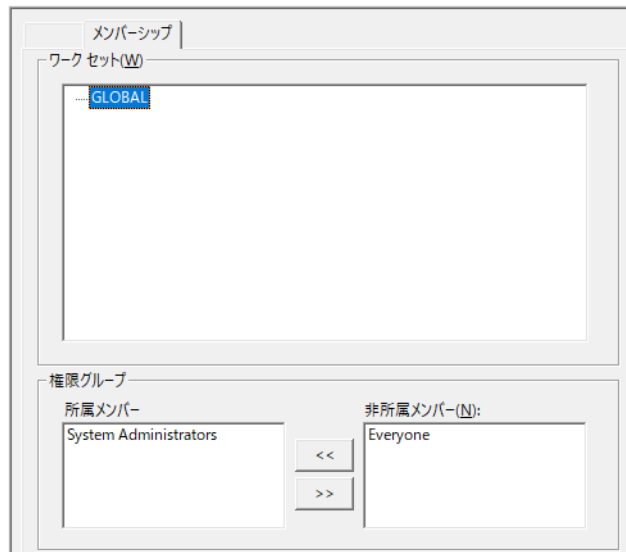 メンバーシップ
ワーク セット(W)
GLOBAL
権限グループ
所属メンバー
非所属メンバー(N):
System Administrators
<<
Everyone
>>